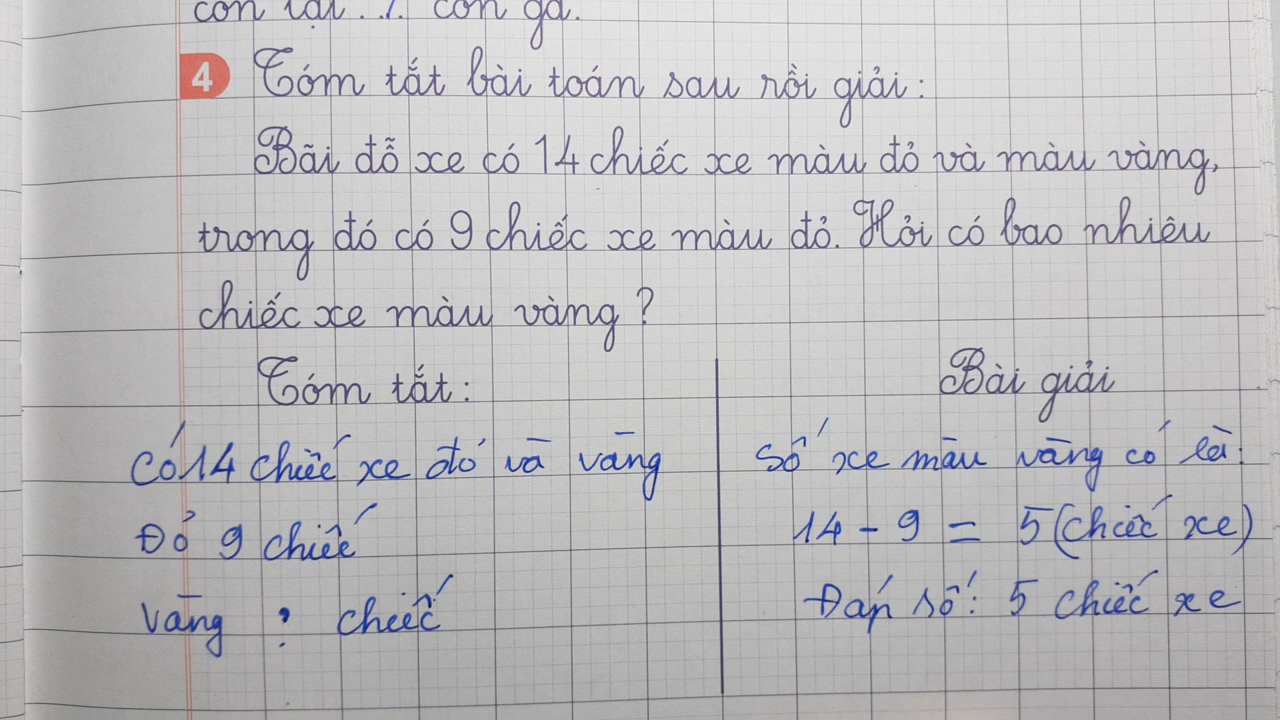 còn lại ... con gà.
4 Tóm tắt bài toán sau rồi giải:
Bãi đỗ xe có 14 chiếc xe màu đỏ và màu vàng,
trong đó có 9 chiếc xe màu đỏ. Hỏi có bao nhiêu
chiếc xe màu vàng?
Tóm tắt:
Có 14 chiếc xe đỏ và vàng
Đỏ 9 chiếc
Vàng ? chiếc
Bài giải
Số xe màu vàng có là:
14 - 9 = 5 (chiếc xe)
Đáp số: 5 chiếc xe